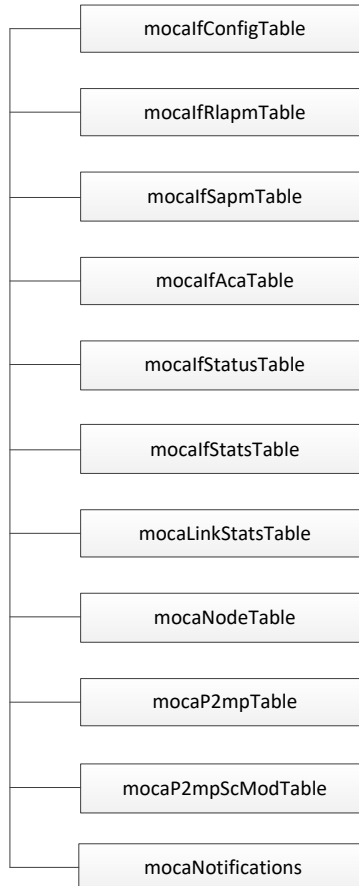 mocaIfConfigTable
mocaIfRlapmTable
mocaIfSapmTable
mocaIfAcaTable
mocaIfStatusTable
mocaIfStatsTable
mocaLinkStatsTable
mocaNodeTable
mocaP2mpTable
mocaP2mpScModTable
mocaNotifications